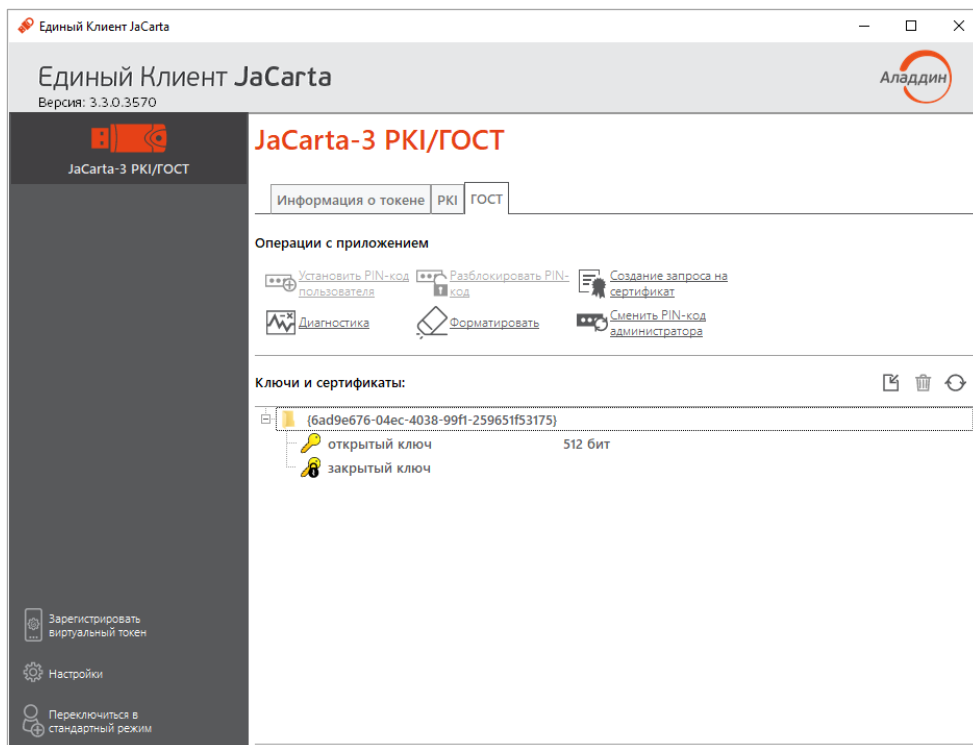 Единый Клиент JaCarta
Единый Клиент JaCarta
Версия: 3.3.0.3570
Аладдин
JaCarta-3 PKI/ГОСТ
JaCarta-3 PKI/ГОСТ
Информация о токене PKI ГОСТ
Операции с приложением
Установить PIN-код
пользователя
Разблокировать PIN-
код
Создание запроса на
сертификат
Диагностика
Форматировать
Сменить PIN-код
администратора
Ключи и сертификаты:
{6ad9e676-04ec-4038-99f1-259651f53175}
открытый ключ 512 бит
закрытый ключ
Зарегистрировать
виртуальный токен
Настройки
Переключиться в
стандартный режим